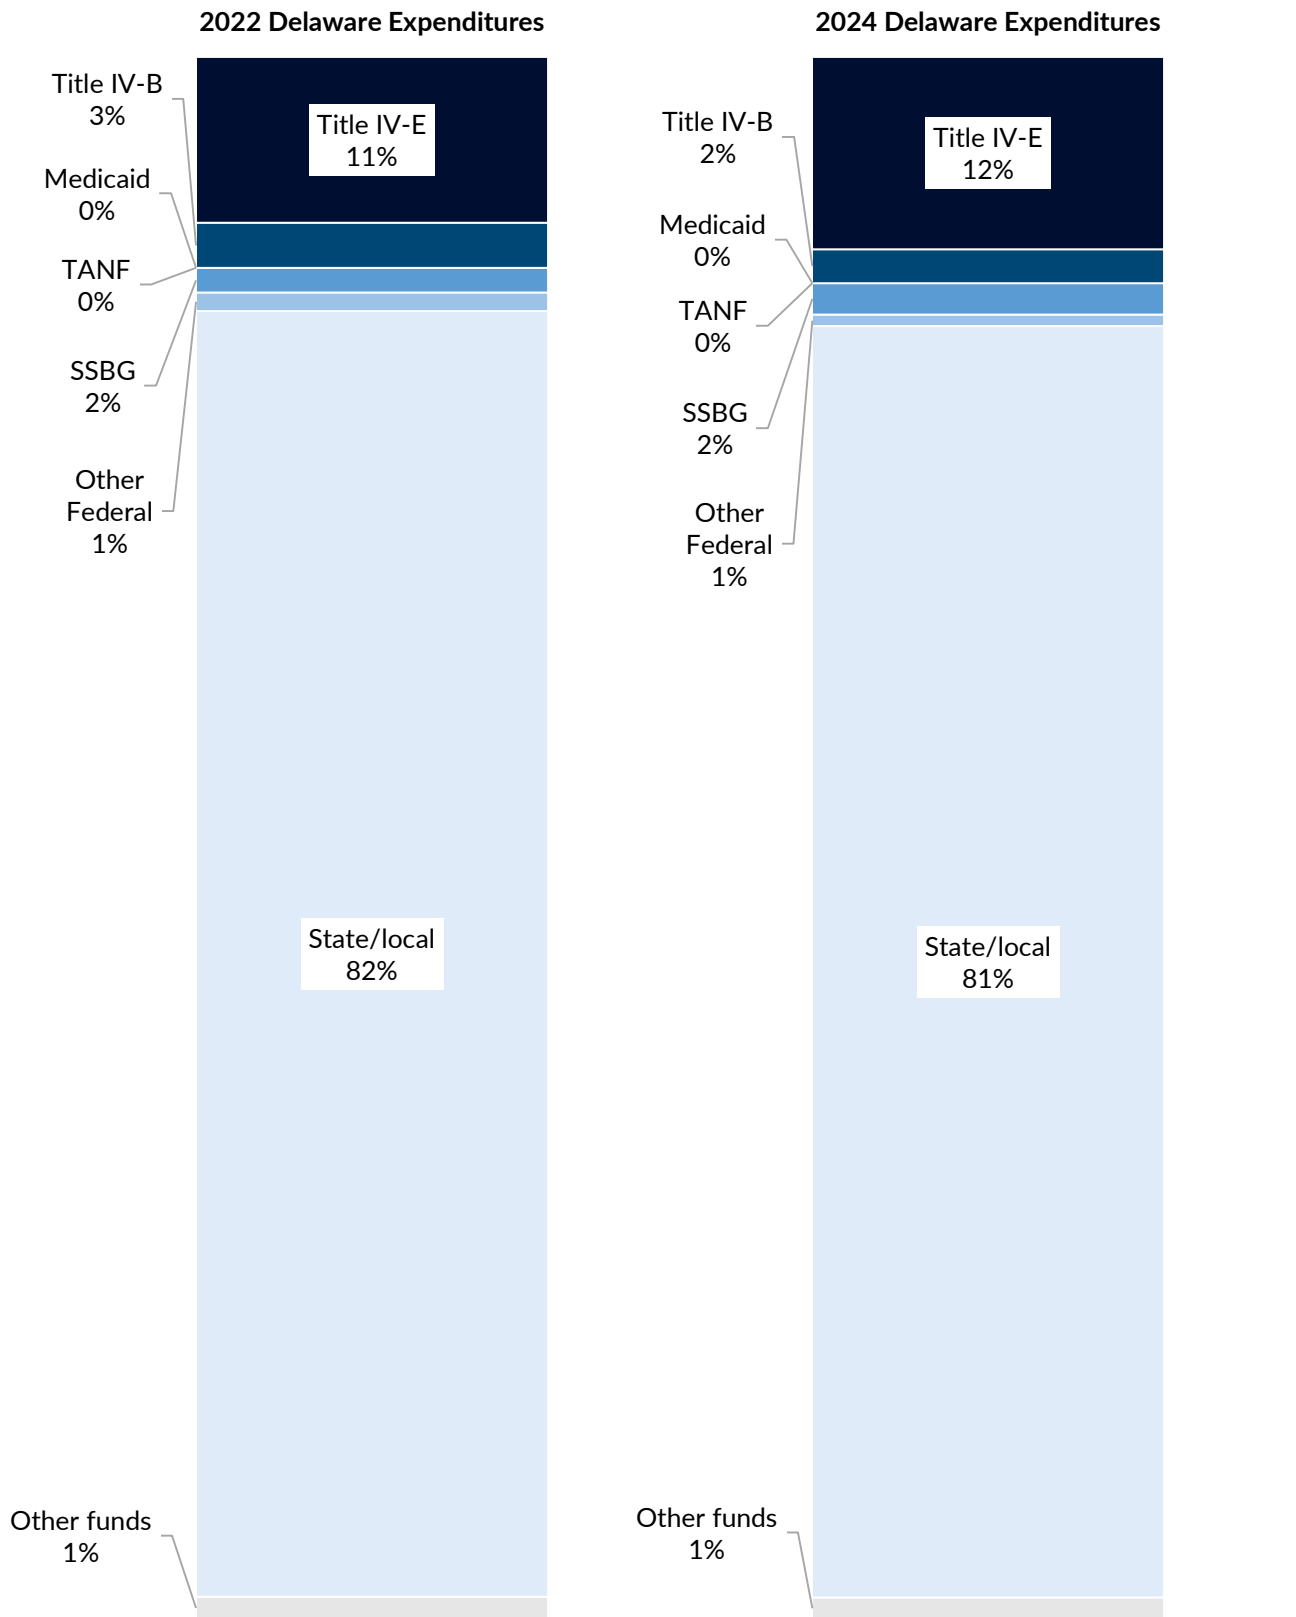 2022 Delaware Expenditures
Title IV-B
3%
Title IV-E
11%
Medicaid
0%
TANF
0%
SSBG
2%
Other
Federal
1%
State/local
82%
Other funds
1%
2024 Delaware Expenditures
Title IV-B
2%
Title IV-E
12%
Medicaid
0%
TANF
0%
SSBG
2%
Other
Federal
1%
State/local
81%
Other funds
1%